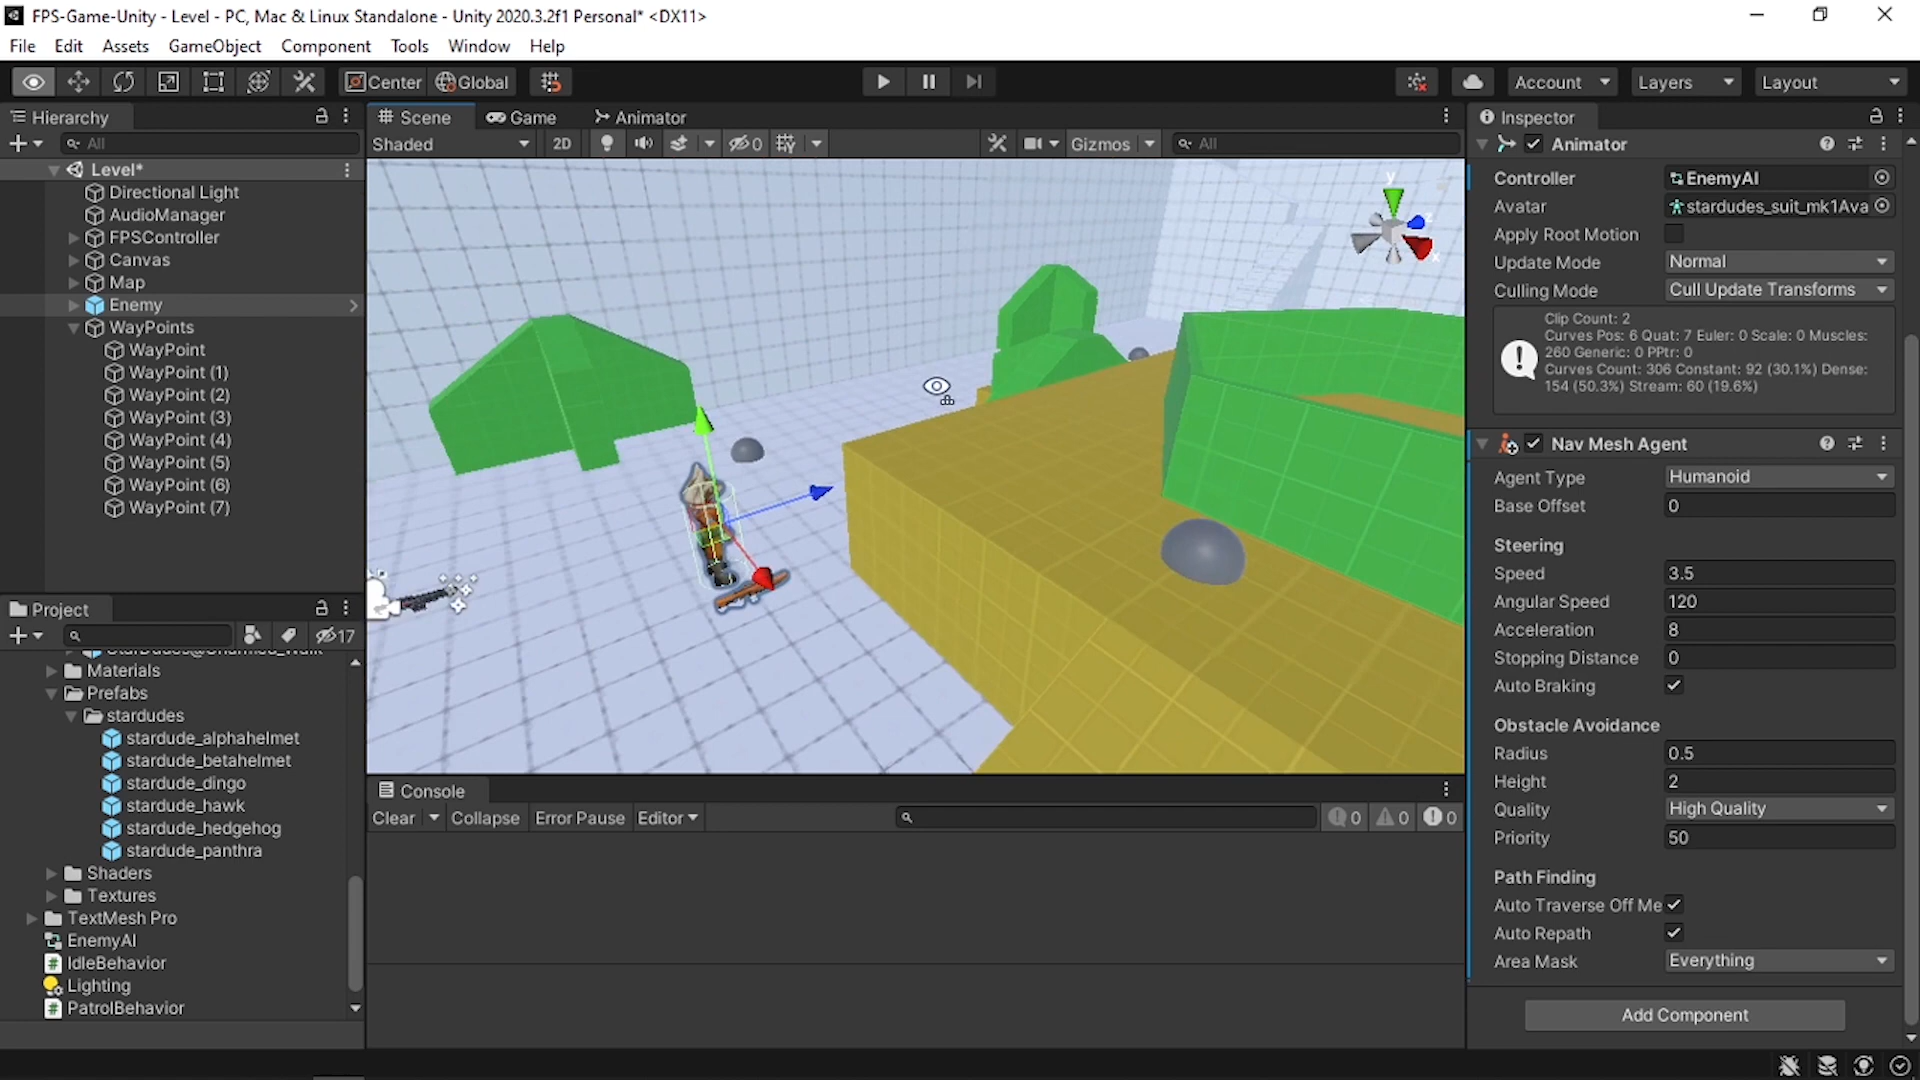 FPS-Game-Unity - Level - PC, Mac & Linux Standalone - Unity 2020.3.2f1 Personal* <DX11>
File Edit Assets GameObject Component Tools Window Help
Center Global Account Layers Layout
Hierarchy
All
Level*
Directional Light
AudioManager
FPSController
Canvas
Map
Enemy
WayPoints
WayPoint
WayPoint (1)
WayPoint (2)
WayPoint (3)
WayPoint (4)
WayPoint (5)
WayPoint (6)
WayPoint (7)
Project
17
Materials
Prefabs
stardudes
stardude_alphahelmet
stardude_betahelmet
stardude_dingo
stardude_hawk
stardude_hedgehog
stardude_panthra
Shaders
Textures
TextMesh Pro
EnemyAI
IdleBehavior
Lighting
PatrolBehavior
Scene Game Animator
Shaded 2D 0 Gizmos All
y
z
x
Console
Clear Collapse Error Pause Editor 0 0 0
Inspector
Animator
Controller EnemyAI
Avatar stardudes_suit_mk1Ava
Apply Root Motion
Update Mode Normal
Culling Mode Cull Update Transforms
Clip Count: 2
Curves Pos: 6 Quat: 7 Euler: 0 Scale: 0 Muscles:
260 Generic: 0 PPtr: 0
Curves Count: 306 Constant: 92 (30.1%) Dense:
154 (50.3%) Stream: 60 (19.6%)
Nav Mesh Agent
Agent Type Humanoid
Base Offset 0
Steering
Speed 3.5
Angular Speed 120
Acceleration 8
Stopping Distance 0
Auto Braking
Obstacle Avoidance
Radius 0.5
Height 2
Quality High Quality
Priority 50
Path Finding
Auto Traverse Off Me
Auto Repath
Area Mask Everything
Add Component